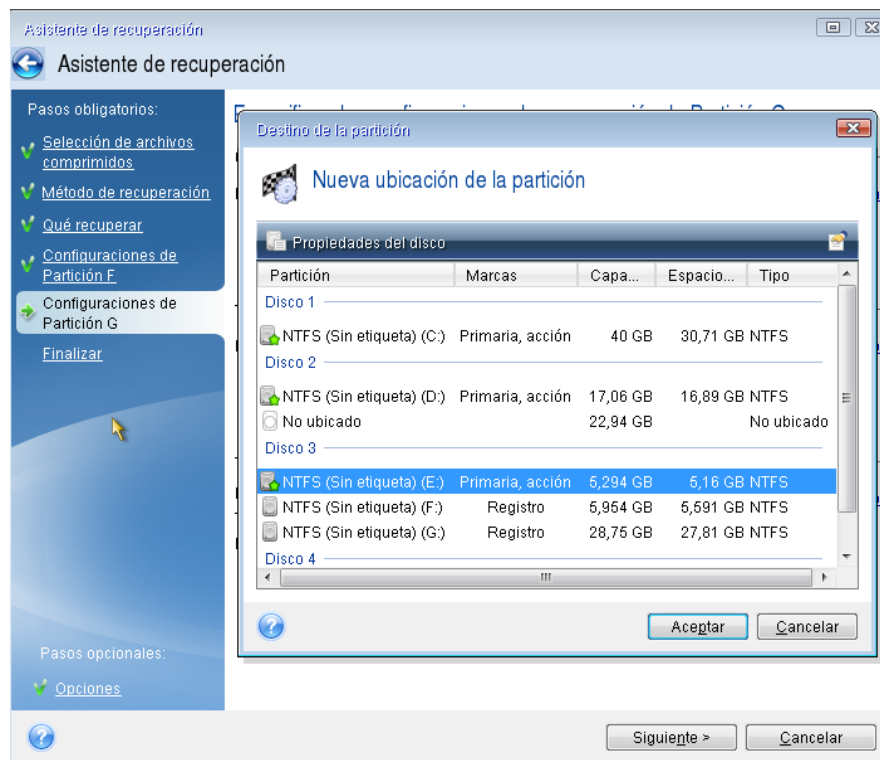 Asistente de recuperación
Asistente de recuperación
Pasos obligatorios:
Selección de archivos
comprimidos
Método de recuperación
Qué recuperar
Configuraciones de
Partición F
Configuraciones de
Partición G
Finalizar
Pasos opcionales:
Opciones
Destino de la partición
Nueva ubicación de la partición
Propiedades del disco
Partición Marcas Capa... Espacio... Tipo
Disco 1
NTFS (Sin etiqueta) (C:) Primaria, acción 40 GB 30,71 GB NTFS
Disco 2
NTFS (Sin etiqueta) (D:) Primaria, acción 17,06 GB 16,89 GB NTFS
No ubicado 22,94 GB No ubicado
Disco 3
NTFS (Sin etiqueta) (E:) Primaria, acción 5,294 GB 5,16 GB NTFS
NTFS (Sin etiqueta) (F:) Registro 5,954 GB 5,591 GB NTFS
NTFS (Sin etiqueta) (G:) Registro 28,75 GB 27,81 GB NTFS
Disco 4
Aceptar Cancelar
Siguiente > Cancelar